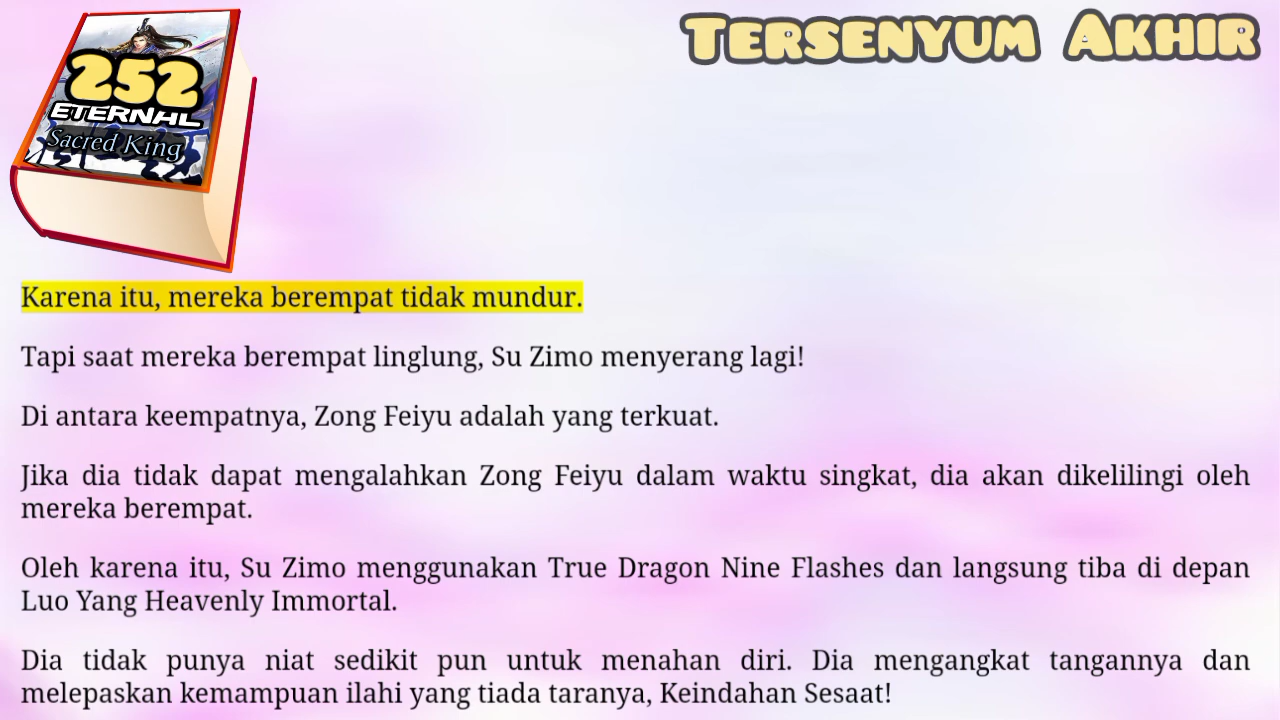 TERSENYUM AKHIR
252
ETERNAL
Sacred King
Karena itu, mereka berempat tidak mundur.
Tapi saat mereka berempat linglung, Su Zimo menyerang lagi!
Di antara keempatnya, Zong Feiyu adalah yang terkuat.
Jika dia tidak dapat mengalahkan Zong Feiyu dalam waktu singkat, dia akan dikelilingi oleh
mereka berempat.
Oleh karena itu, Su Zimo menggunakan True Dragon Nine Flashes dan langsung tiba di depan
Luo Yang Heavenly Immortal.
Dia tidak punya niat sedikit pun untuk menahan diri. Dia mengangkat tangannya dan
melepaskan kemampuan ilahi yang tiada taranya, Keindahan Sesaat!